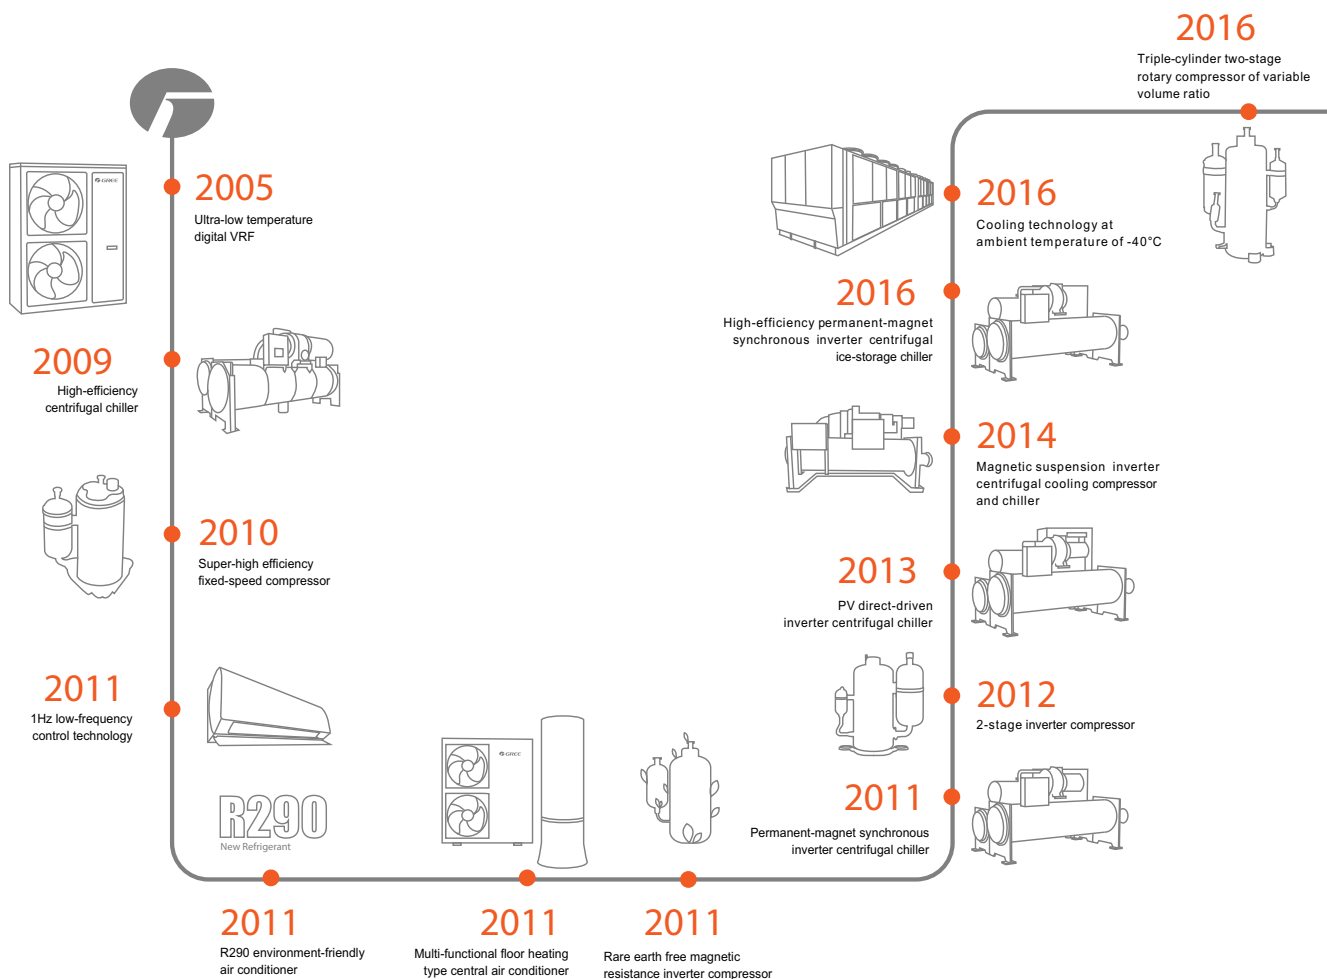 GREE
2005
Ultra-low temperature
digital VRF
2009
High-efficiency
centrifugal chiller
2010
Super-high efficiency
fixed-speed compressor
2011
1Hz low-frequency
control technology
R290
New Refrigerant
2011
R290 environment-friendly
air conditioner
GREE
2011
Multi-functional floor heating
type central air conditioner
2011
Rare earth free magnetic
resistance inverter compressor
2011
Permanent-magnet synchronous
inverter centrifugal chiller
2012
2-stage inverter compressor
2013
PV direct-driven
inverter centrifugal chiller
2014
Magnetic suspension inverter
centrifugal cooling compressor
and chiller
2016
High-efficiency permanent-magnet
synchronous inverter centrifugal
ice-storage chiller
2016
Cooling technology at
ambient temperature of -40°C
2016
Triple-cylinder two-stage
rotary compressor of variable
volume ratio